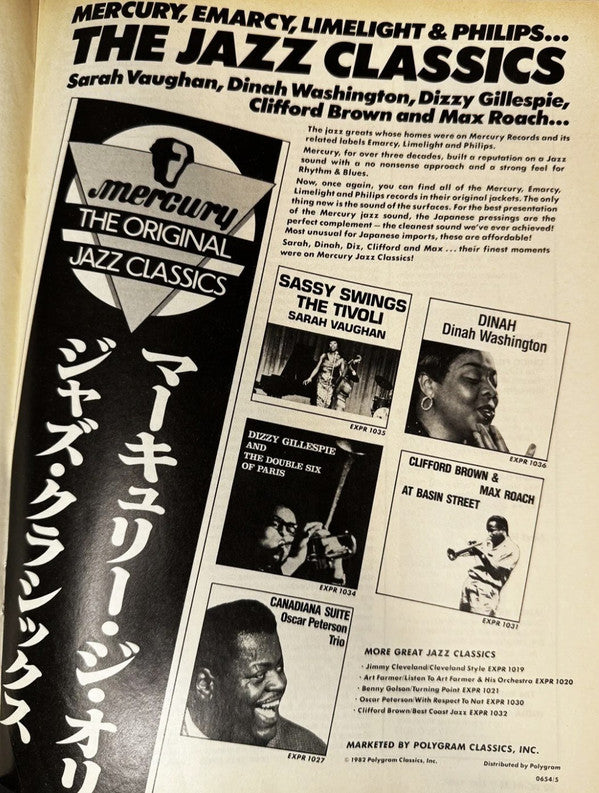 MERCURY, EMARCY, LIMELIGHT & PHILIPS...
THE JAZZ CLASSICS
Sarah Vaughan, Dinah Washington, Dizzy Gillespie,
Clifford Brown and Max Roach...
mercury
THE ORIGINAL
JAZZ CLASSICS
マーキュリー・ジ・オリ
ジャズ・クラシックス
The jazz greats whose homes were on Mercury Records and its
related labels Emarcy, Limelight and Philips.
Mercury, for over three decades, built a reputation on a Jazz
sound with a no nonsense approach and a strong feel for
Rhythm & Blues.
Now, once again, you can find all of the Mercury, Emarcy,
Limelight and Philips records in their original jackets. The only
thing new is the sound of the surfaces. For the best presentation
of the Mercury jazz sound, the Japanese pressings are the
perfect complement — the cleanest sound we've ever achieved!
Most unusual for Japanese imports, these are affordable!
Sarah, Dinah, Diz, Clifford and Max ... their finest moments
were on Mercury Jazz Classics!
SASSY SWINGS
THE TIVOLI
SARAH VAUGHAN
EXPR 1035
DINAH
Dinah Washington
EXPR 1036
DIZZY GILLESPIE
AND
THE DOUBLE SIX
OF PARIS
EXPR 1034
CLIFFORD BROWN &
MAX ROACH
AT BASIN STREET
EXPR 1031
CANADIANA SUITE
Oscar Peterson
Trio
EXPR 1027
MORE GREAT JAZZ CLASSICS
· Jimmy Cleveland/Cleveland Style EXPR 1019
· Art Farmer/Listen To Art Farmer & His Orchestra EXPR 1020
· Benny Golson/Turning Point EXPR 1021
· Oscar Peterson/With Respect To Nat EXPR 1030
· Clifford Brown/Best Coast Jazz EXPR 1032
MARKETED BY POLYGRAM CLASSICS, INC.
© 1982 Polygram Classics, Inc.
Distributed by Polygram
0654/5